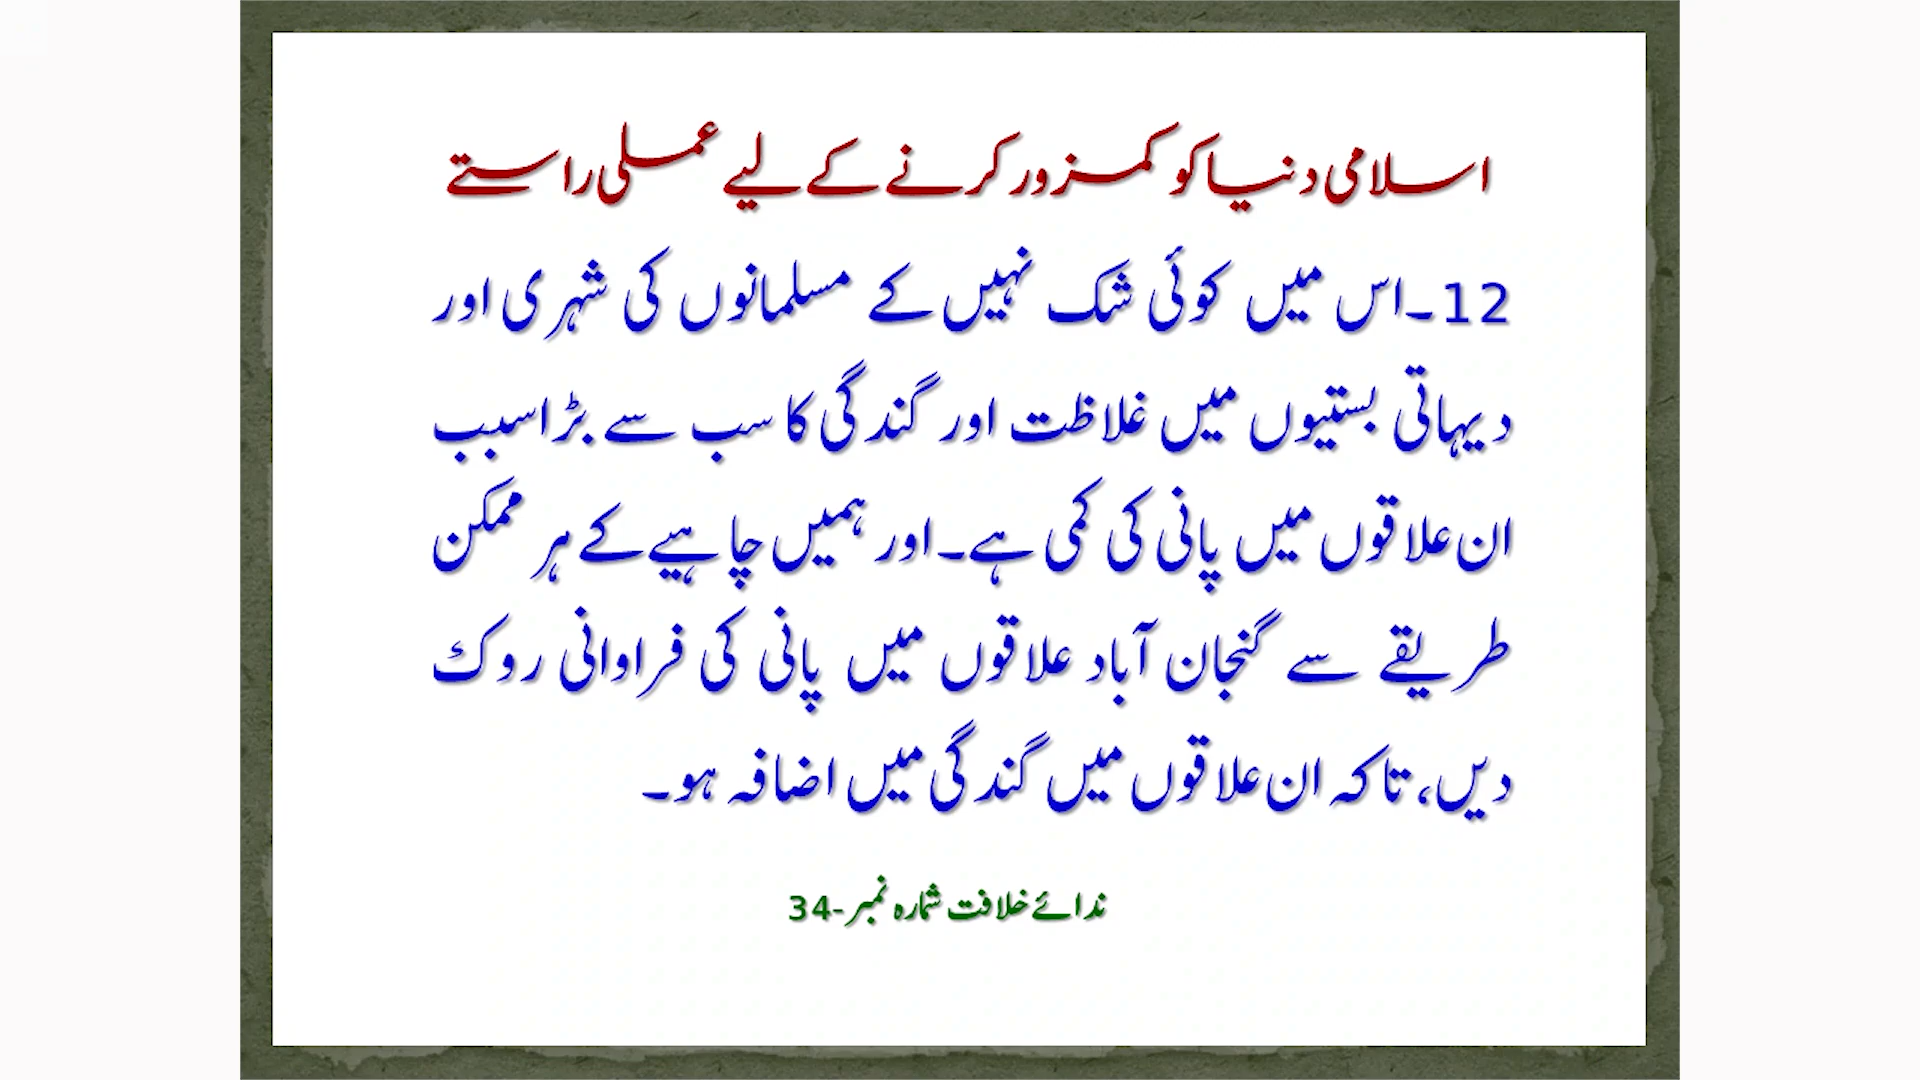 اسلامی دنیا کو کمزور کرنے کے لیے عملی راستے
12۔اس میں کوئی شک نہیں کے مسلمانوں کی شہری اور
دیہاتی بستیوں میں غلاظت اور گندگی کا سب سے بڑا سبب
ان علاقوں میں پانی کی کمی ہے۔ اور ہمیں چاہیے کے ہر ممکن
طریقے سے گنجان آباد علاقوں میں پانی کی فراوانی روک
دیں، تاکہ ان علاقوں میں گندگی میں اضافہ ہو۔
ندائے خلافت شمارہ نمبر-34